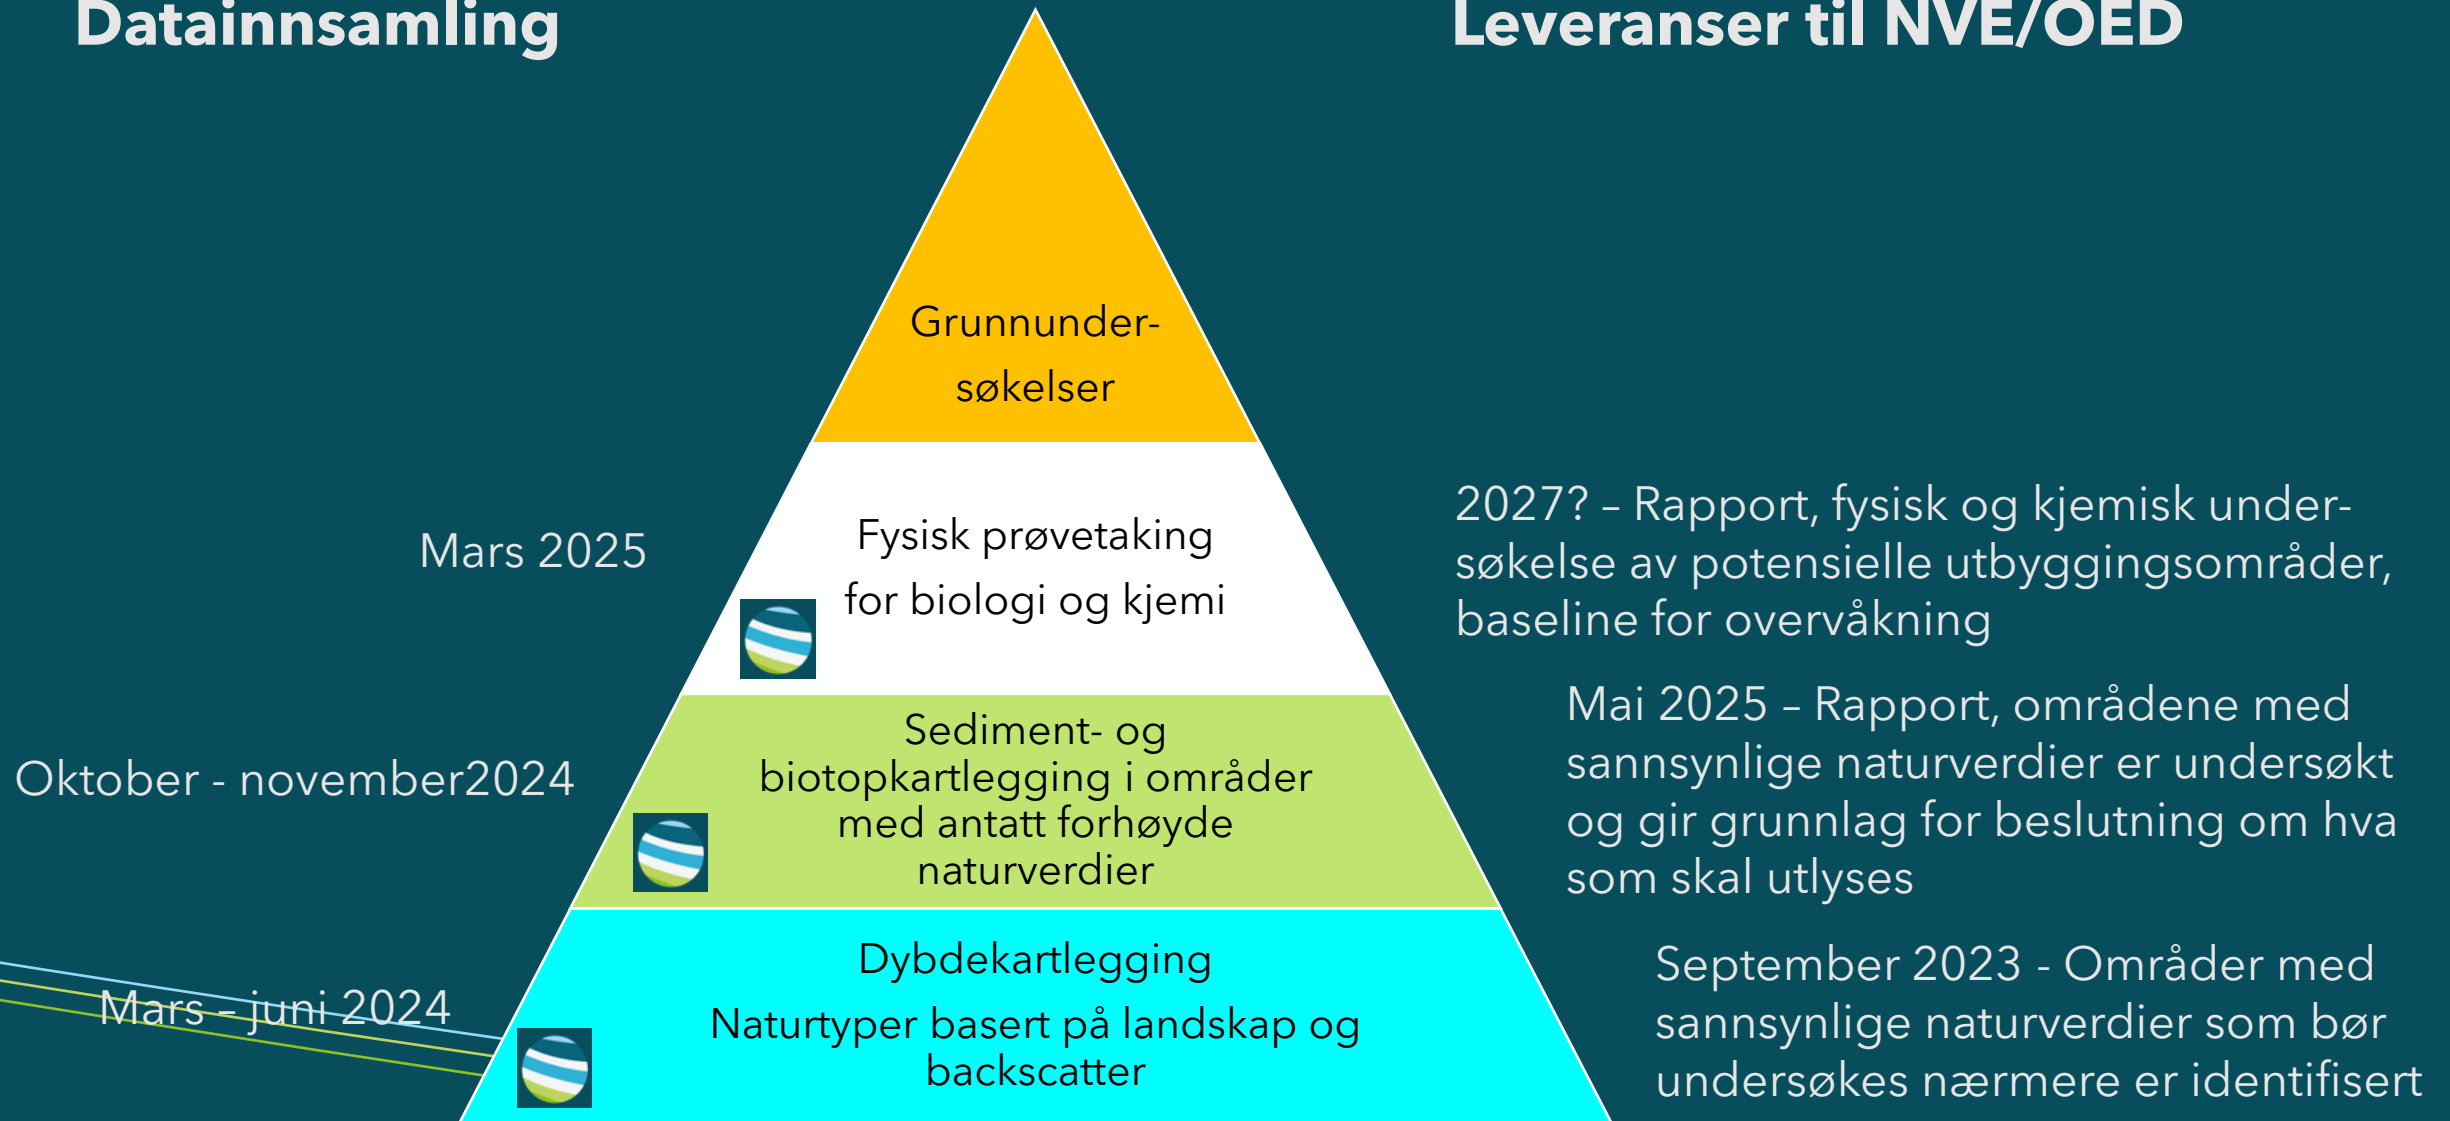 Datainnsamling
Leveranser til NVE/OED
Grunnunder-
søkelser
Mars 2025
Fysisk prøvetaking
for biologi og kjemi
2027? – Rapport, fysisk og kjemisk under-
søkelse av potensielle utbyggingsområder,
baseline for overvåkning
Oktober - november2024
Sediment- og
biotopkartlegging i områder
med antatt forhøyde
naturverdier
Mai 2025 – Rapport, områdene med
sannsynlige naturverdier er undersøkt
og gir grunnlag for beslutning om hva
som skal utlyses
Mars – juni 2024
Dybdekartlegging
Naturtyper basert på landskap og
backscatter
September 2023 - Områder med
sannsynlige naturverdier som bør
undersøkes nærmere er identifisert